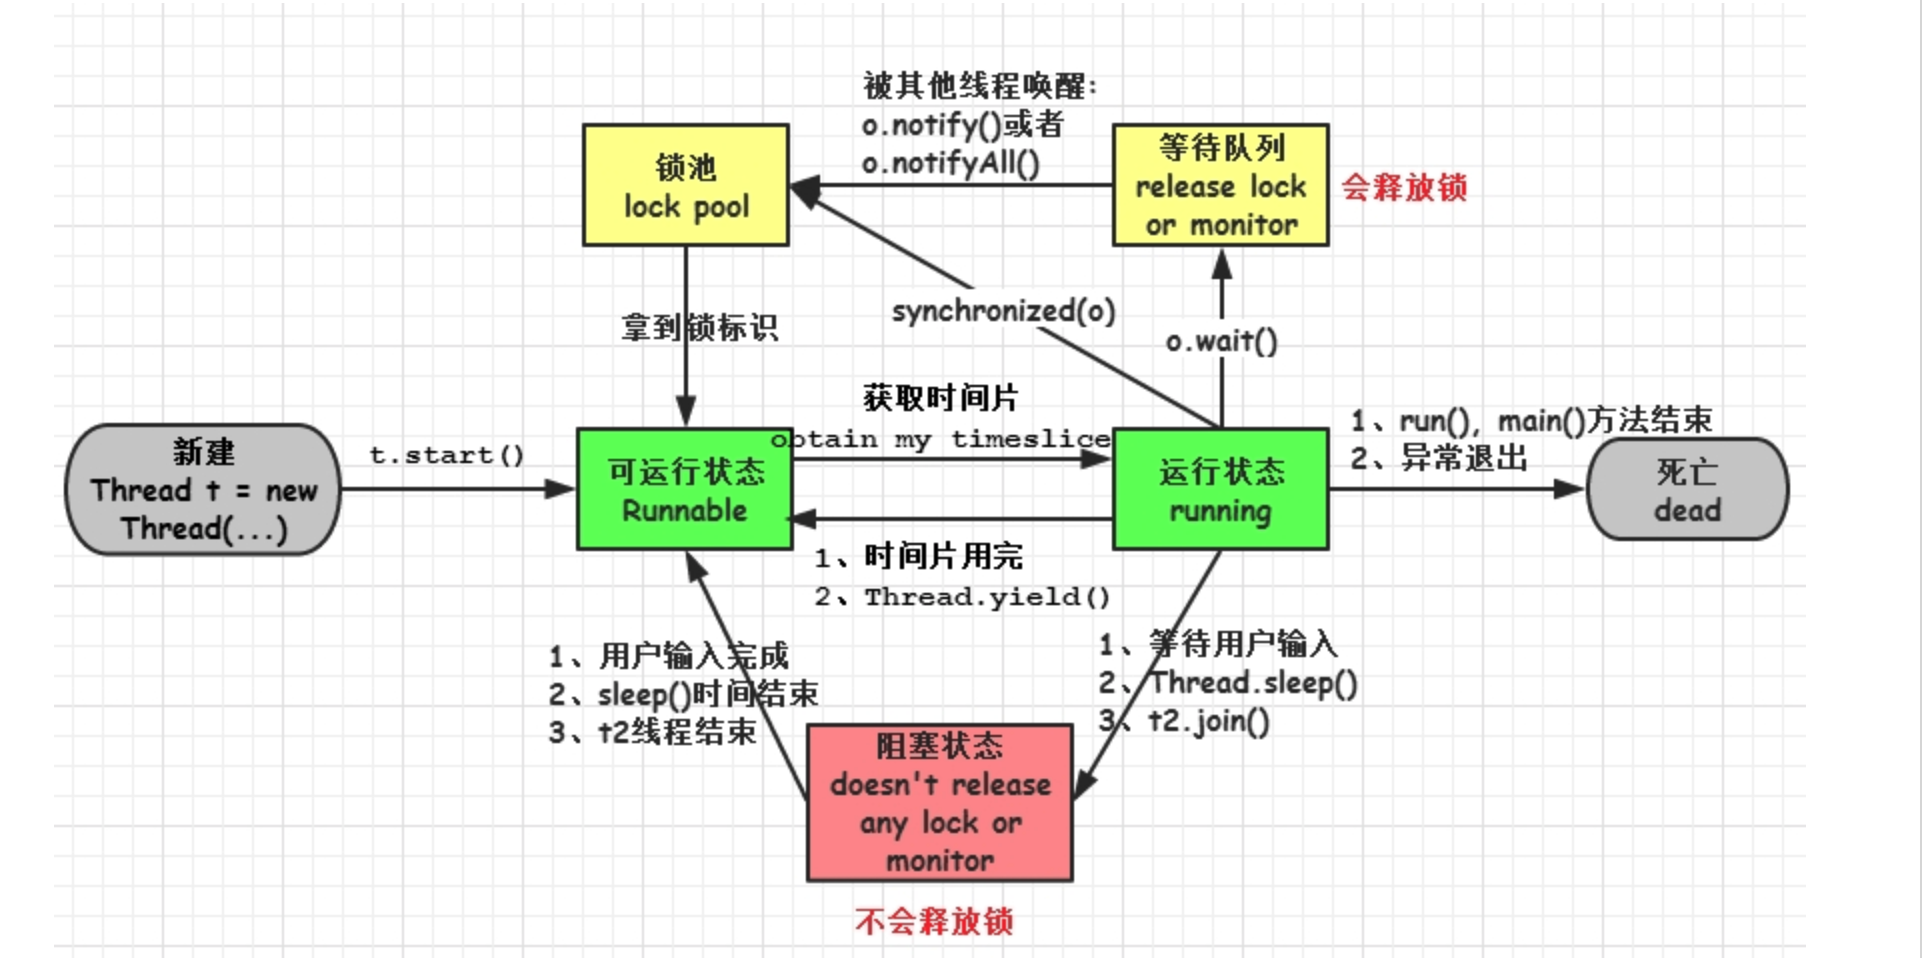 被其他线程唤醒:
o.notify()或者
o.notifyAll()
锁池
lock pool
等待队列
release lock
or monitor
会释放锁
synchronized(o)
拿到锁标识
o.wait()
获取时间片
obtain my timeslice
1、run(), main()方法结束
2、异常退出
新建
Thread t = new
Thread(...)
t.start()
可运行状态
Runnable
运行状态
running
死亡
dead
1、时间片用完
2、Thread.yield()
1、用户输入完成
2、sleep()时间结束
3、t2线程结束
1、等待用户输入
2、Thread.sleep()
3、t2.join()
阻塞状态
doesn't release
any lock or
monitor
不会释放锁